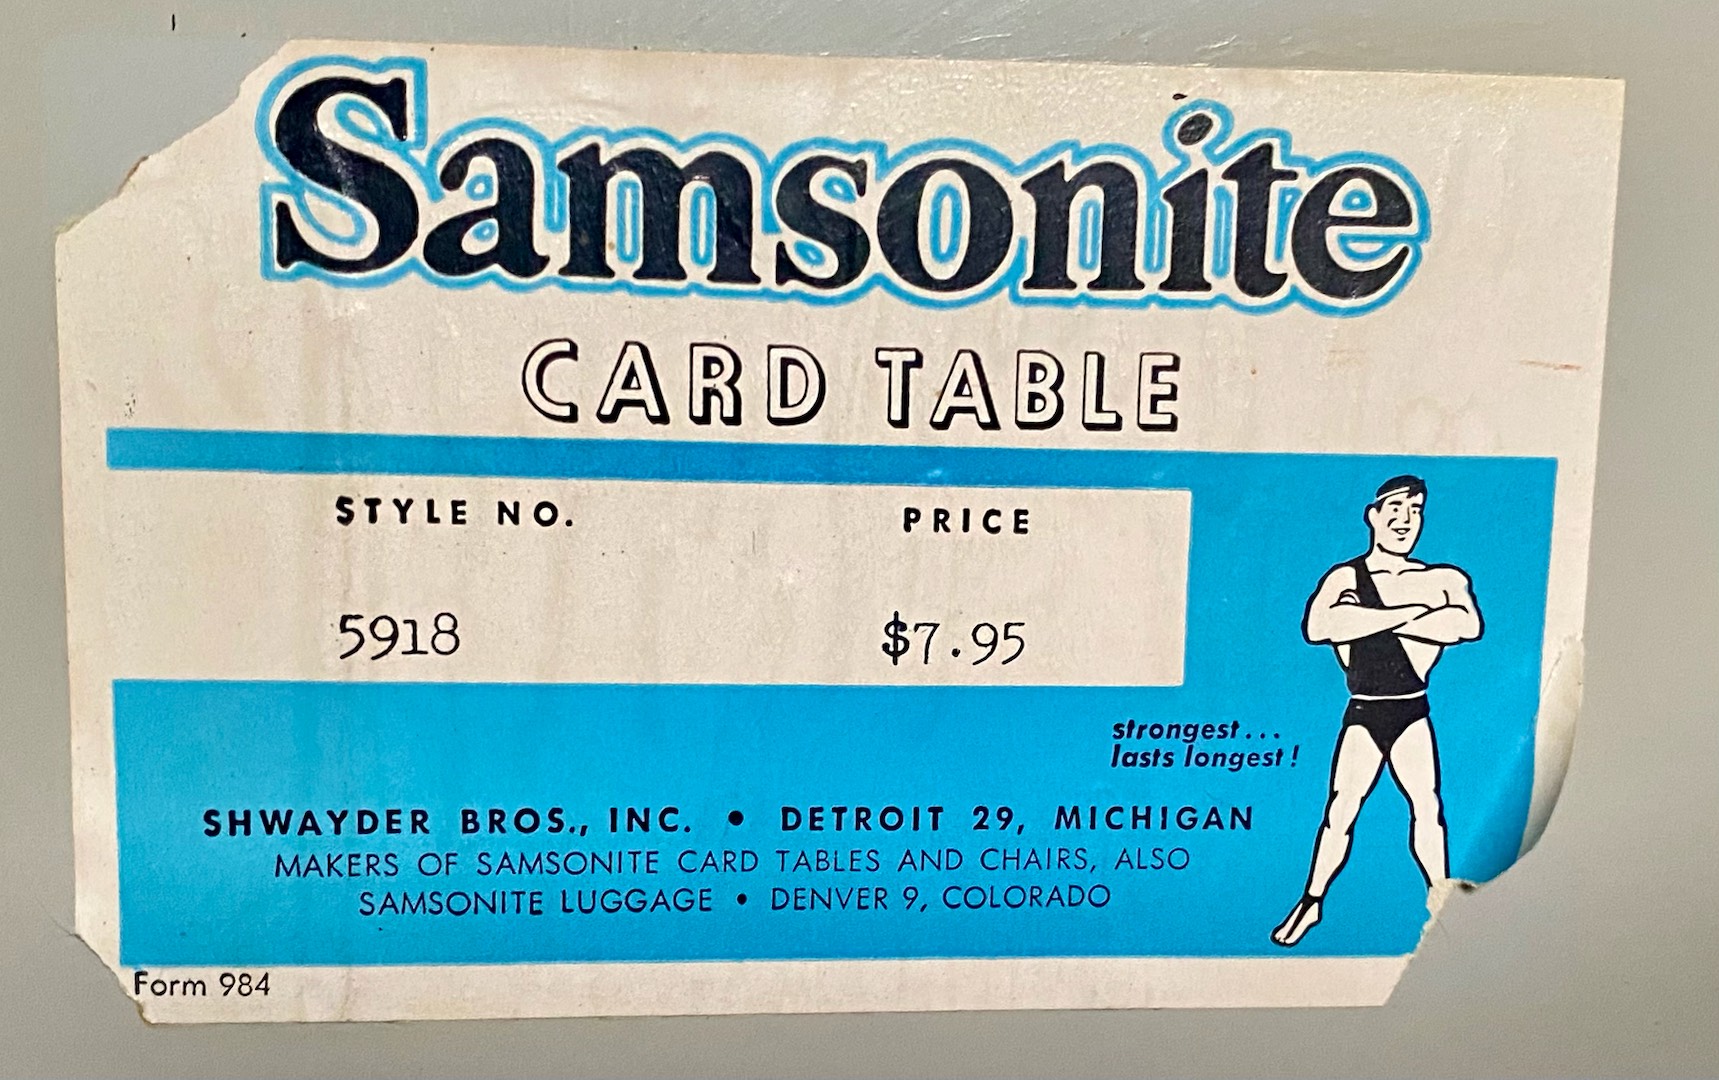 Samsonite
CARD TABLE
STYLE NO. PRICE
5918 $7.95
strongest...
lasts longest!
SHWAYDER BROS., INC. • DETROIT 29, MICHIGAN
MAKERS OF SAMSONITE CARD TABLES AND CHAIRS, ALSO
SAMSONITE LUGGAGE • DENVER 9, COLORADO
Form 984